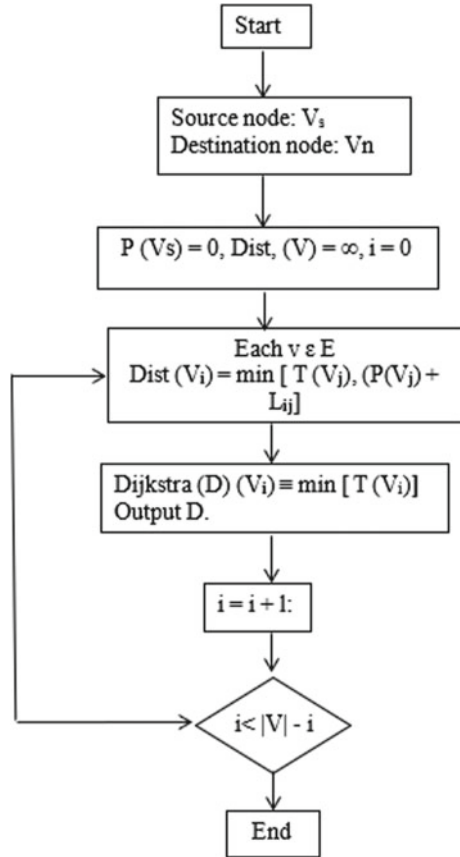 Start
Source node: Vₛ
Destination node: Vn
P (Vs) = 0, Dist, (V) = ∞, i = 0
Each v ε E
Dist (Vᵢ) = min [ T (Vⱼ), (P(Vⱼ) +
Lᵢⱼ]
Dijkstra (D) (Vᵢ) ≡ min [ T (Vᵢ)]
Output D.
i = i + 1:
i< |V| - i
End